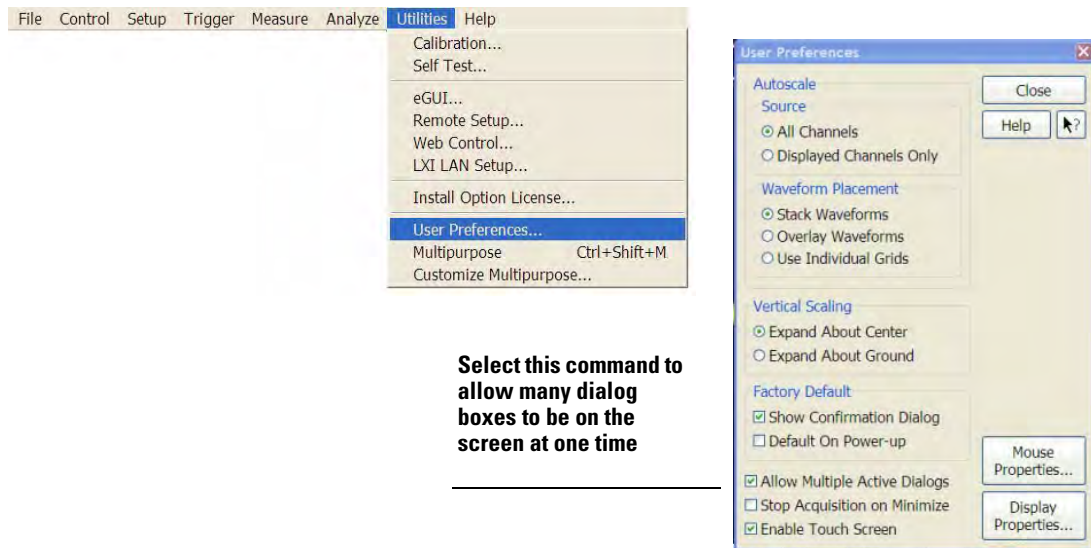 File Control Setup Trigger Measure Analyze Utilities Help
Calibration...
Self Test...
eGUI...
Remote Setup...
Web Control...
LXI LAN Setup...
Install Option License...
User Preferences...
Multipurpose Ctrl+Shift+M
Customize Multipurpose...
Select this command to
allow many dialog
boxes to be on the
screen at one time
User Preferences
Autoscale
Source
All Channels
Displayed Channels Only
Waveform Placement
Stack Waveforms
Overlay Waveforms
Use Individual Grids
Vertical Scaling
Expand About Center
Expand About Ground
Factory Default
Show Confirmation Dialog
Default On Power-up
Allow Multiple Active Dialogs
Stop Acquisition on Minimize
Enable Touch Screen
Close
Help ?
Mouse
Properties...
Display
Properties...